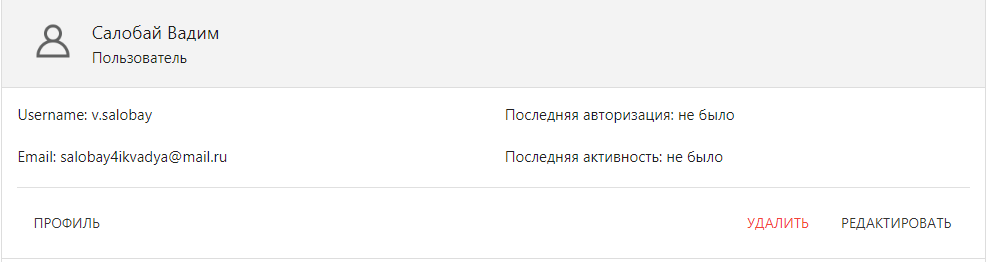 Салобай Вадим
Пользователь
Username: v.salobay
Последняя авторизация: не было
Email: salobay4ikvadya@mail.ru
Последняя активность: не было
ПРОФИЛЬ
УДАЛИТЬ
РЕДАКТИРОВАТЬ